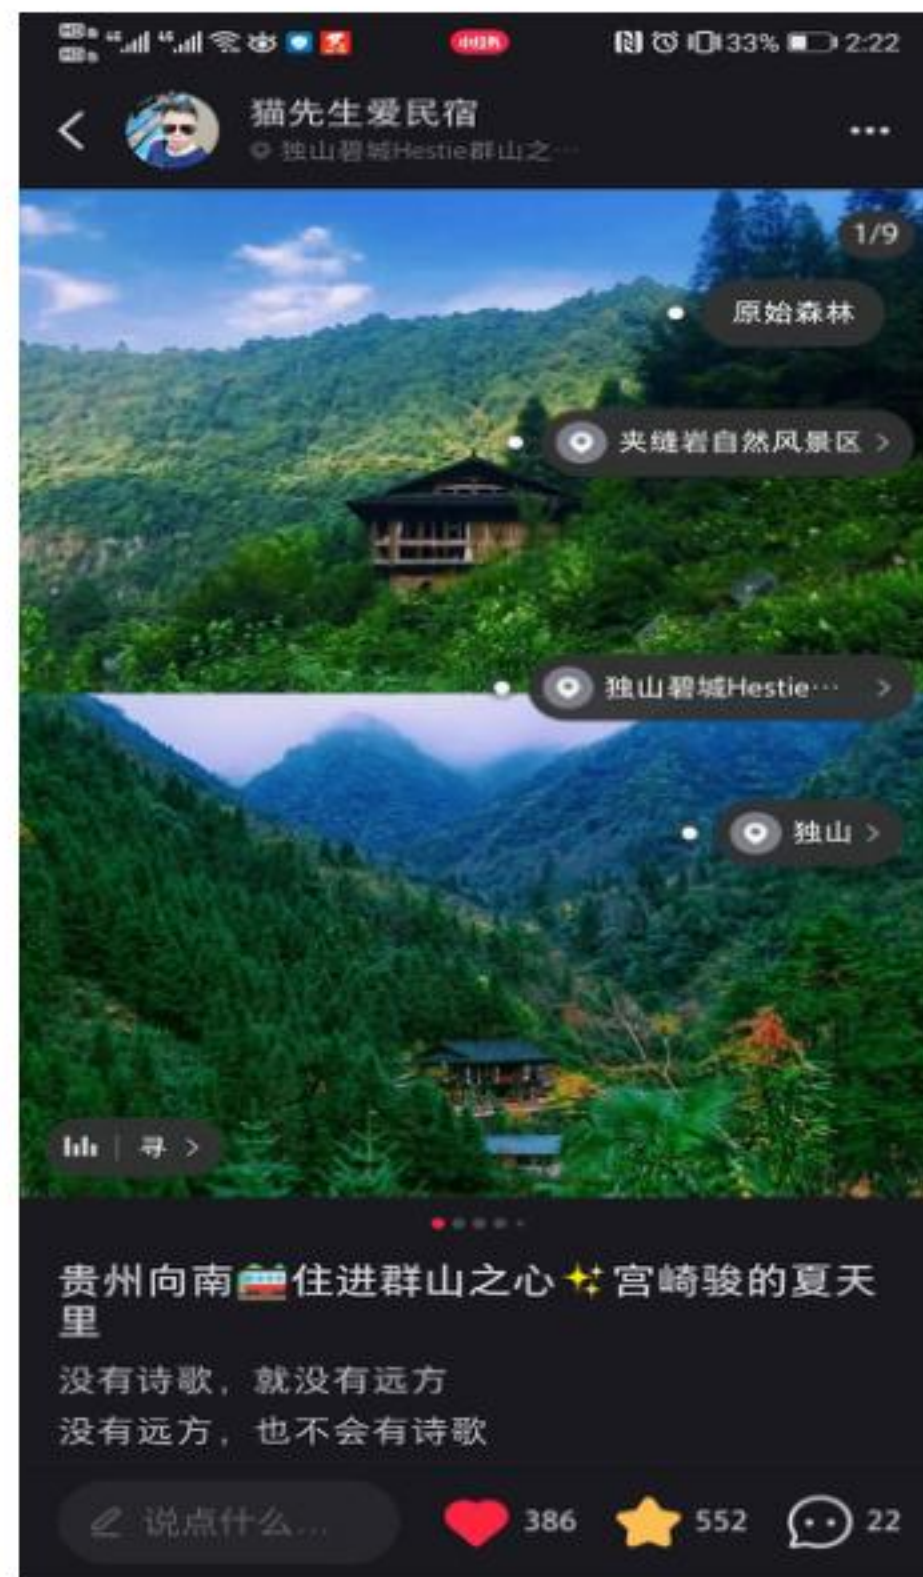 小红书
33% 2:22
猫先生爱民宿
独山碧城Hestie群山之…
1/9
原始森林
夹缝岩自然风景区
独山碧城Hestie…
独山
寻
贵州向南🚃住进群山之心✨宫崎骏的夏天
里
没有诗歌，就没有远方
没有远方，也不会有诗歌
说点什么...
386 552 22